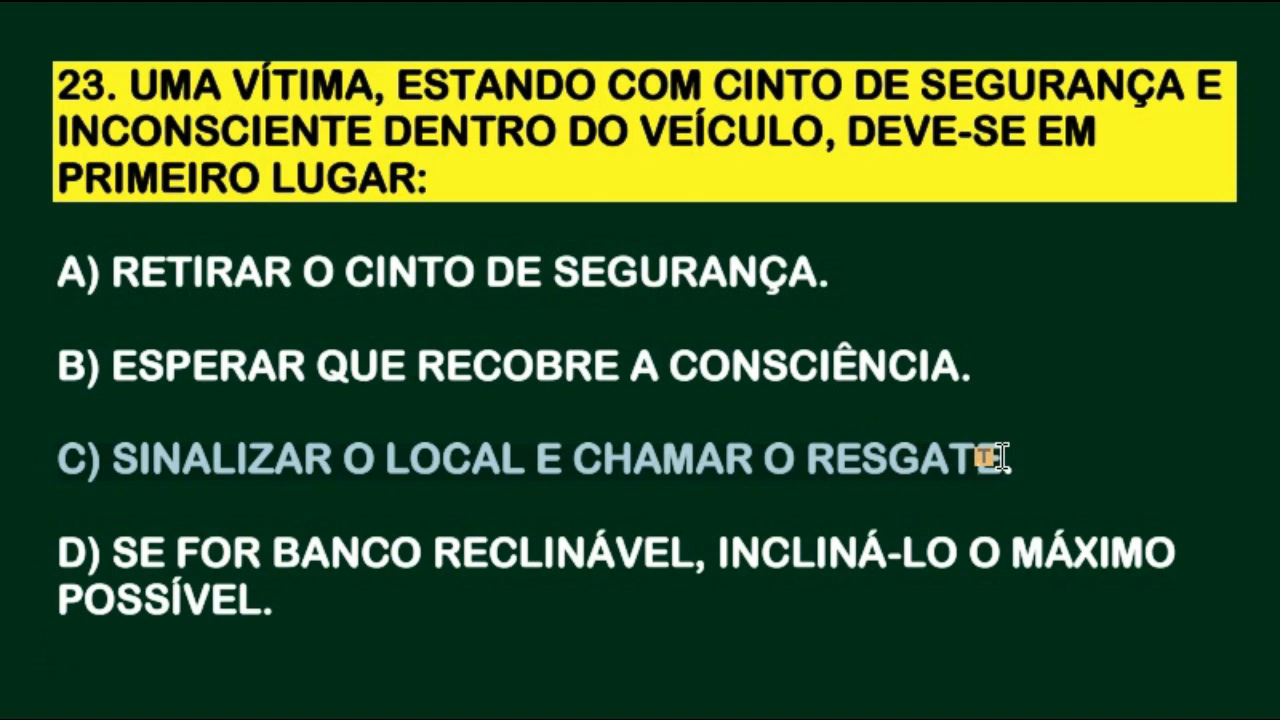 23. UMA VÍTIMA, ESTANDO COM CINTO DE SEGURANÇA E
INCONSCIENTE DENTRO DO VEÍCULO, DEVE-SE EM
PRIMEIRO LUGAR:
A) RETIRAR O CINTO DE SEGURANÇA.
B) ESPERAR QUE RECOBRE A CONSCIÊNCIA.
C) SINALIZAR O LOCAL E CHAMAR O RESGATE.
D) SE FOR BANCO RECLINÁVEL, INCLINÁ-LO O MÁXIMO
POSSÍVEL.